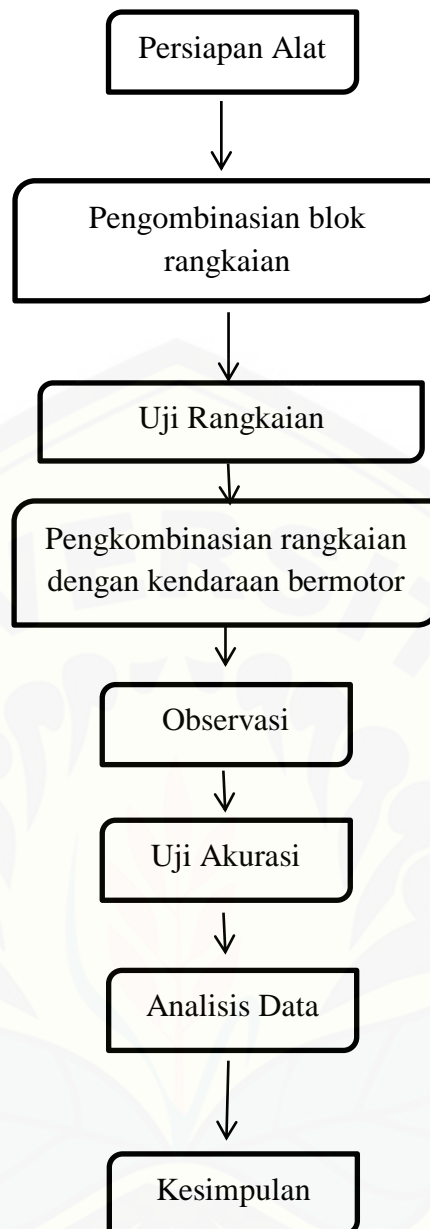 Persiapan Alat
Pengombinasian blok
rangkaian
Uji Rangkaian
Pengkombinasian rangkaian
dengan kendaraan bermotor
Observasi
Uji Akurasi
Analisis Data
Kesimpulan